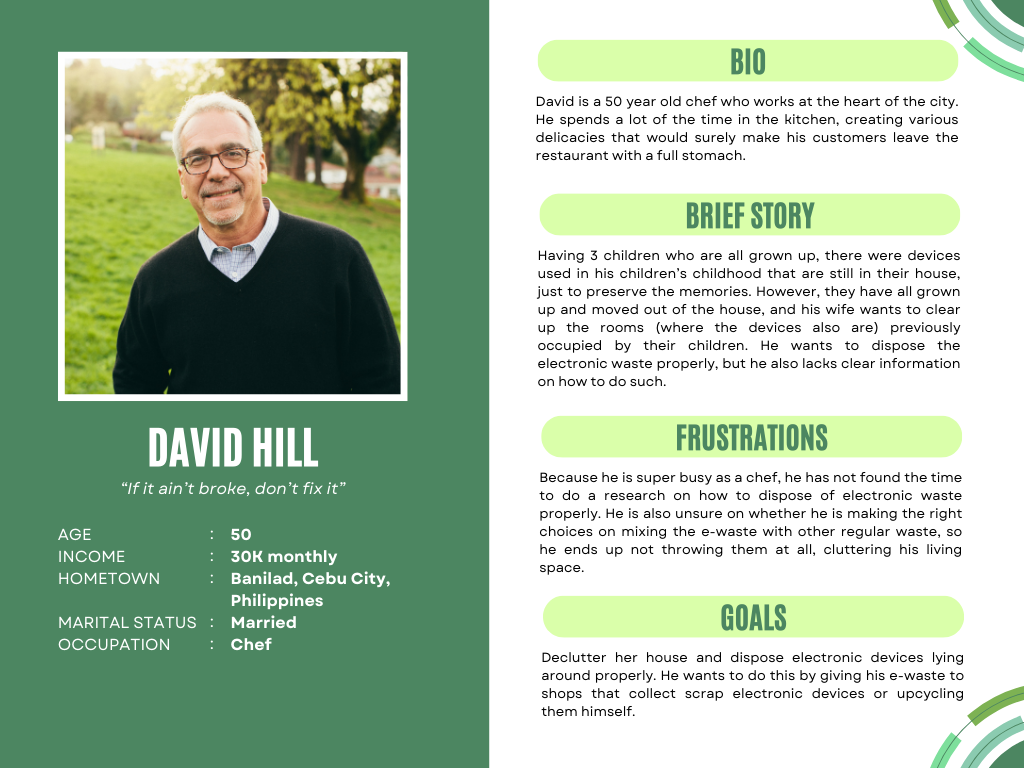 DAVID HILL
“If it ain’t broke, don’t fix it”
AGE : 50
INCOME : 30K monthly
HOMETOWN : Banilad, Cebu City,
Philippines
MARITAL STATUS : Married
OCCUPATION : Chef
BIO
David is a 50 year old chef who works at the heart of the city.
He spends a lot of the time in the kitchen, creating various
delicacies that would surely make his customers leave the
restaurant with a full stomach.
BRIEF STORY
Having 3 children who are all grown up, there were devices
used in his children’s childhood that are still in their house,
just to preserve the memories. However, they have all grown
up and moved out of the house, and his wife wants to clear
up the rooms (where the devices also are) previously
occupied by their children. He wants to dispose the
electronic waste properly, but he also lacks clear information
on how to do such.
FRUSTRATIONS
Because he is super busy as a chef, he has not found the time
to do a research on how to dispose of electronic waste
properly. He is also unsure on whether he is making the right
choices on mixing the e-waste with other regular waste, so
he ends up not throwing them at all, cluttering his living
space.
GOALS
Declutter her house and dispose electronic devices lying
around properly. He wants to do this by giving his e-waste to
shops that collect scrap electronic devices or upcycling
them himself.